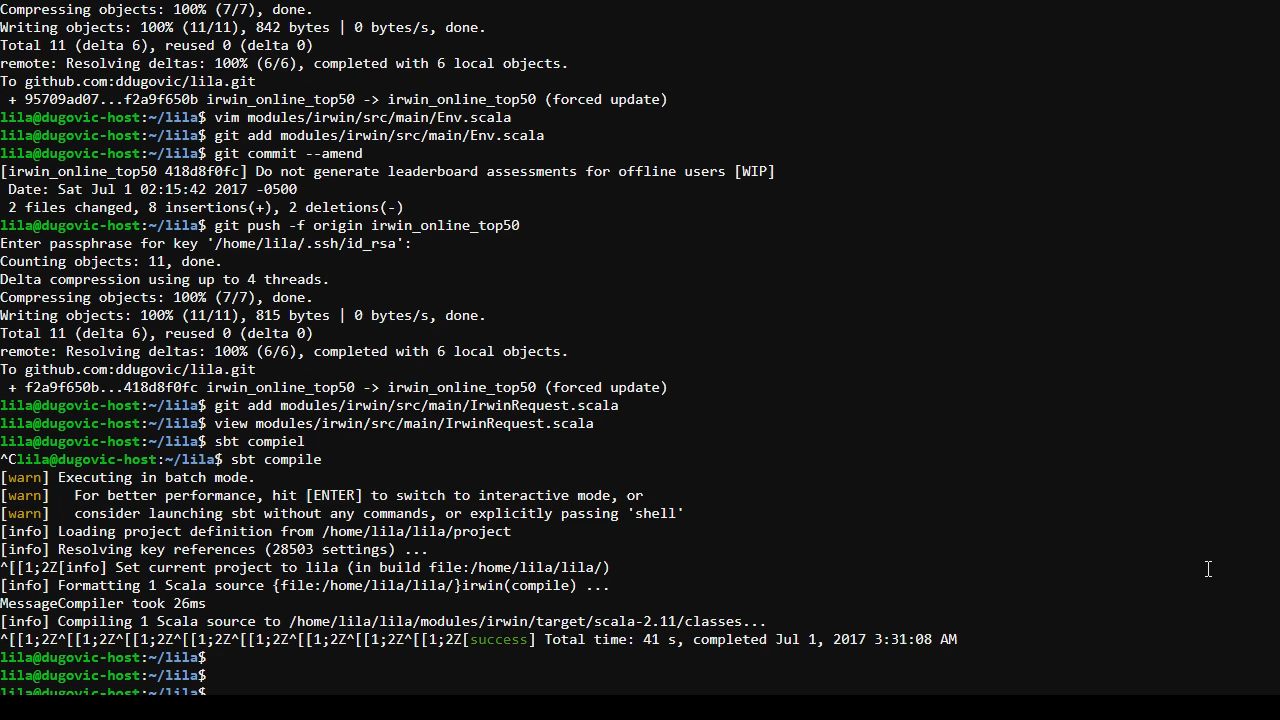 Compressing objects: 100% (7/7), done.
Writing objects: 100% (11/11), 842 bytes | 0 bytes/s, done.
Total 11 (delta 6), reused 0 (delta 0)
remote: Resolving deltas: 100% (6/6), completed with 6 local objects.
To github.com:ddugovic/lila.git
 + 95709ad07...f2a9f650b irwin_online_top50 -> irwin_online_top50 (forced update)
lila@dugovic-host:~/lila$ vim modules/irwin/src/main/Env.scala
lila@dugovic-host:~/lila$ git add modules/irwin/src/main/Env.scala
lila@dugovic-host:~/lila$ git commit --amend
[irwin_online_top50 418d8f0fc] Do not generate leaderboard assessments for offline users [WIP]
 Date: Sat Jul 1 02:15:42 2017 -0500
 2 files changed, 8 insertions(+), 2 deletions(-)
lila@dugovic-host:~/lila$ git push -f origin irwin_online_top50
Enter passphrase for key '/home/lila/.ssh/id_rsa':
Counting objects: 11, done.
Delta compression using up to 4 threads.
Compressing objects: 100% (7/7), done.
Writing objects: 100% (11/11), 815 bytes | 0 bytes/s, done.
Total 11 (delta 6), reused 0 (delta 0)
remote: Resolving deltas: 100% (6/6), completed with 6 local objects.
To github.com:ddugovic/lila.git
 + f2a9f650b...418d8f0fc irwin_online_top50 -> irwin_online_top50 (forced update)
lila@dugovic-host:~/lila$ git add modules/irwin/src/main/IrwinRequest.scala
lila@dugovic-host:~/lila$ view modules/irwin/src/main/IrwinRequest.scala
lila@dugovic-host:~/lila$ sbt compiel
^Clila@dugovic-host:~/lila$ sbt compile
[warn] Executing in batch mode.
[warn]   For better performance, hit [ENTER] to switch to interactive mode, or
[warn]   consider launching sbt without any commands, or explicitly passing 'shell'
[info] Loading project definition from /home/lila/lila/project
[info] Resolving key references (28503 settings) ...
^[[1;2Z[info] Set current project to lila (in build file:/home/lila/lila/)
[info] Formatting 1 Scala source {file:/home/lila/lila/}irwin(compile) ...
MessageCompiler took 26ms
[info] Compiling 1 Scala source to /home/lila/lila/modules/irwin/target/scala-2.11/classes...
^[[1;2Z^[[1;2Z^[[1;2Z^[[1;2Z^[[1;2Z^[[1;2Z^[[1;2Z^[[1;2Z[success] Total time: 41 s, completed Jul 1, 2017 3:31:08 AM
lila@dugovic-host:~/lila$
lila@dugovic-host:~/lila$
lila@dugovic-host:~/lila$